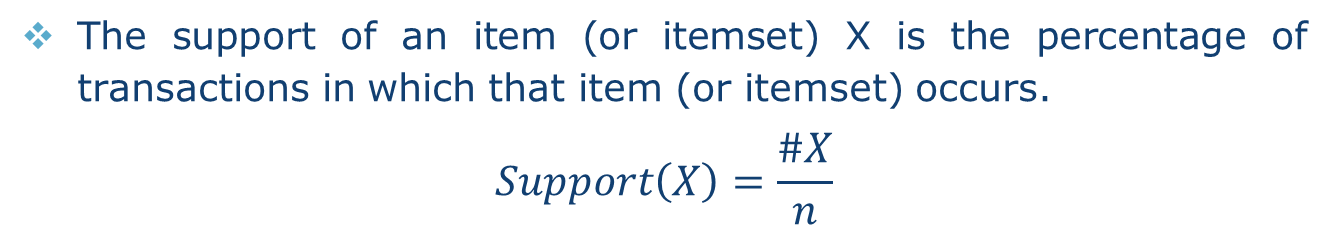 ❖ The support of an item (or itemset) X is the percentage of
transactions in which that item (or itemset) occurs.
Support(X) = #X / n